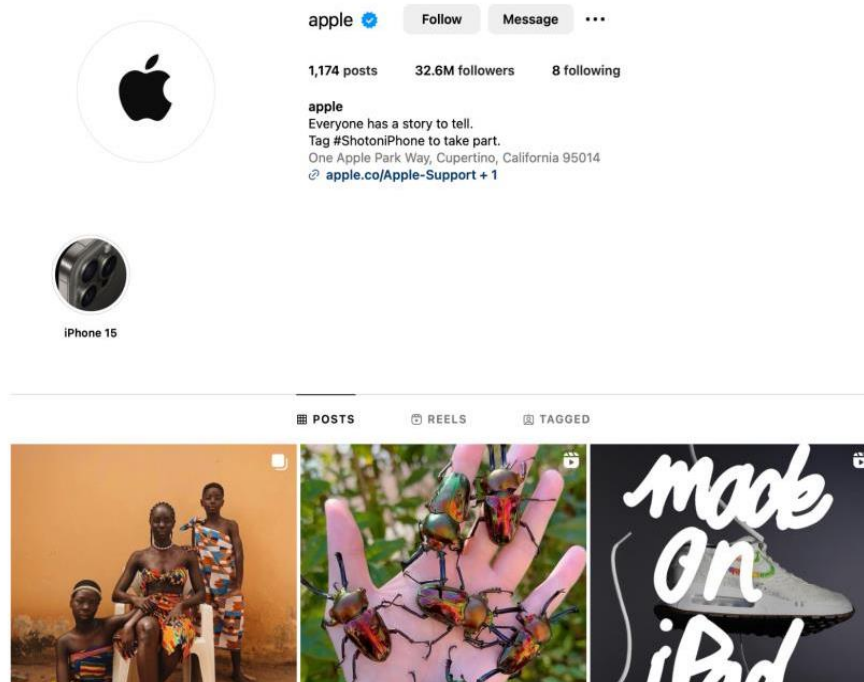 apple Follow Message
1,174 posts 32.6M followers 8 following
apple
Everyone has a story to tell.
Tag #ShotoniPhone to take part.
One Apple Park Way, Cupertino, California 95014
apple.co/Apple-Support + 1
iPhone 15
POSTS REELS TAGGED
made
on
iPad